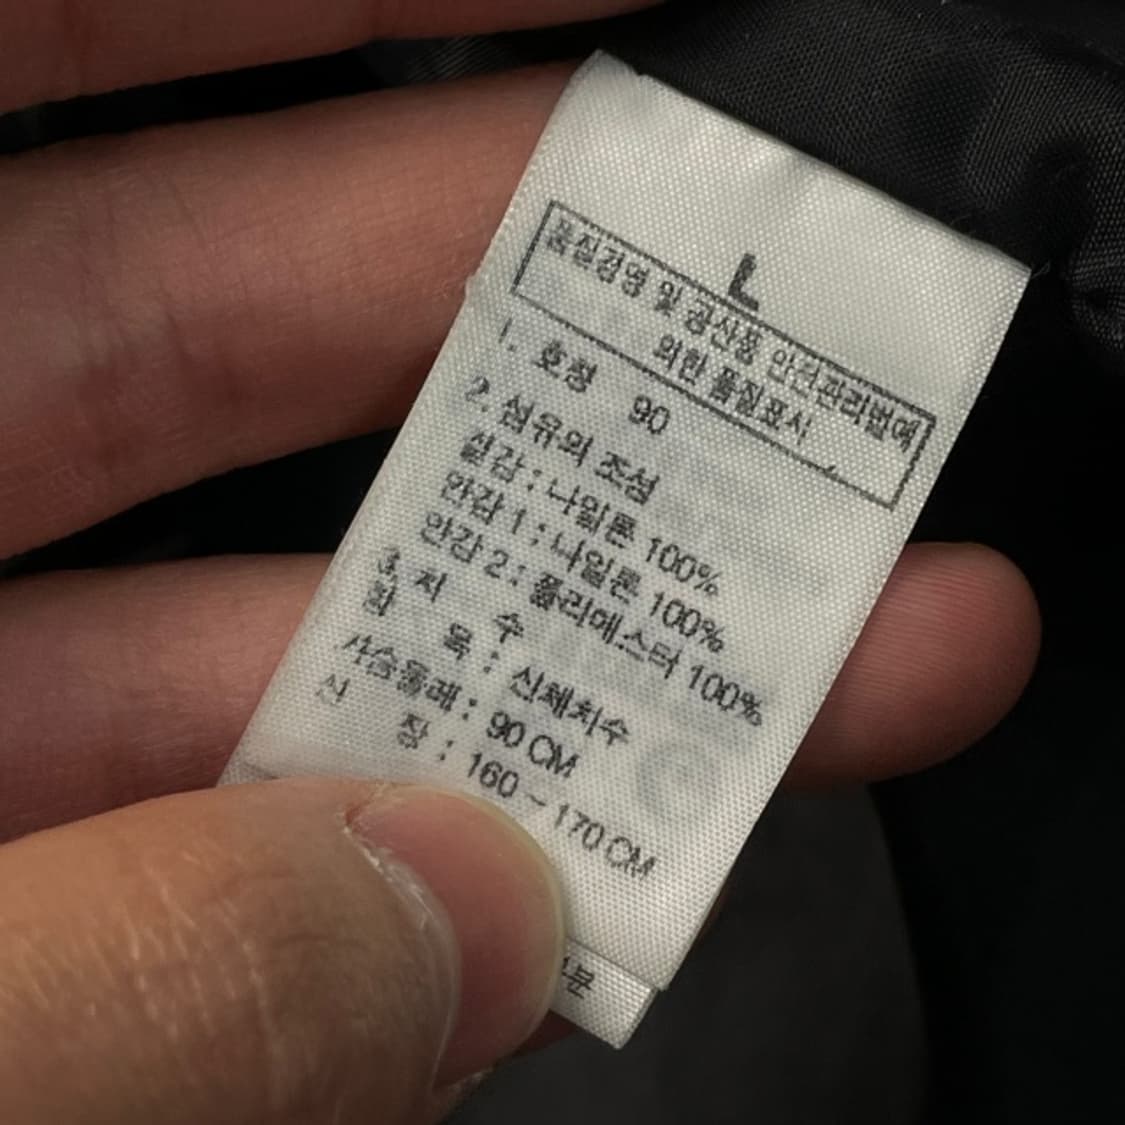 L
품질경영 및 공산품 안전관리법에
의한 품질표시
1. 호칭 90
2. 섬유의 조성
겉감 : 나일론 100%
안감 1 : 나일론 100%
안감 2 : 폴리에스터 100%
3. 치 수
항 목 : 신체치수
가슴둘레 : 90 CM
신 장 : 160 ~ 170 CM
분